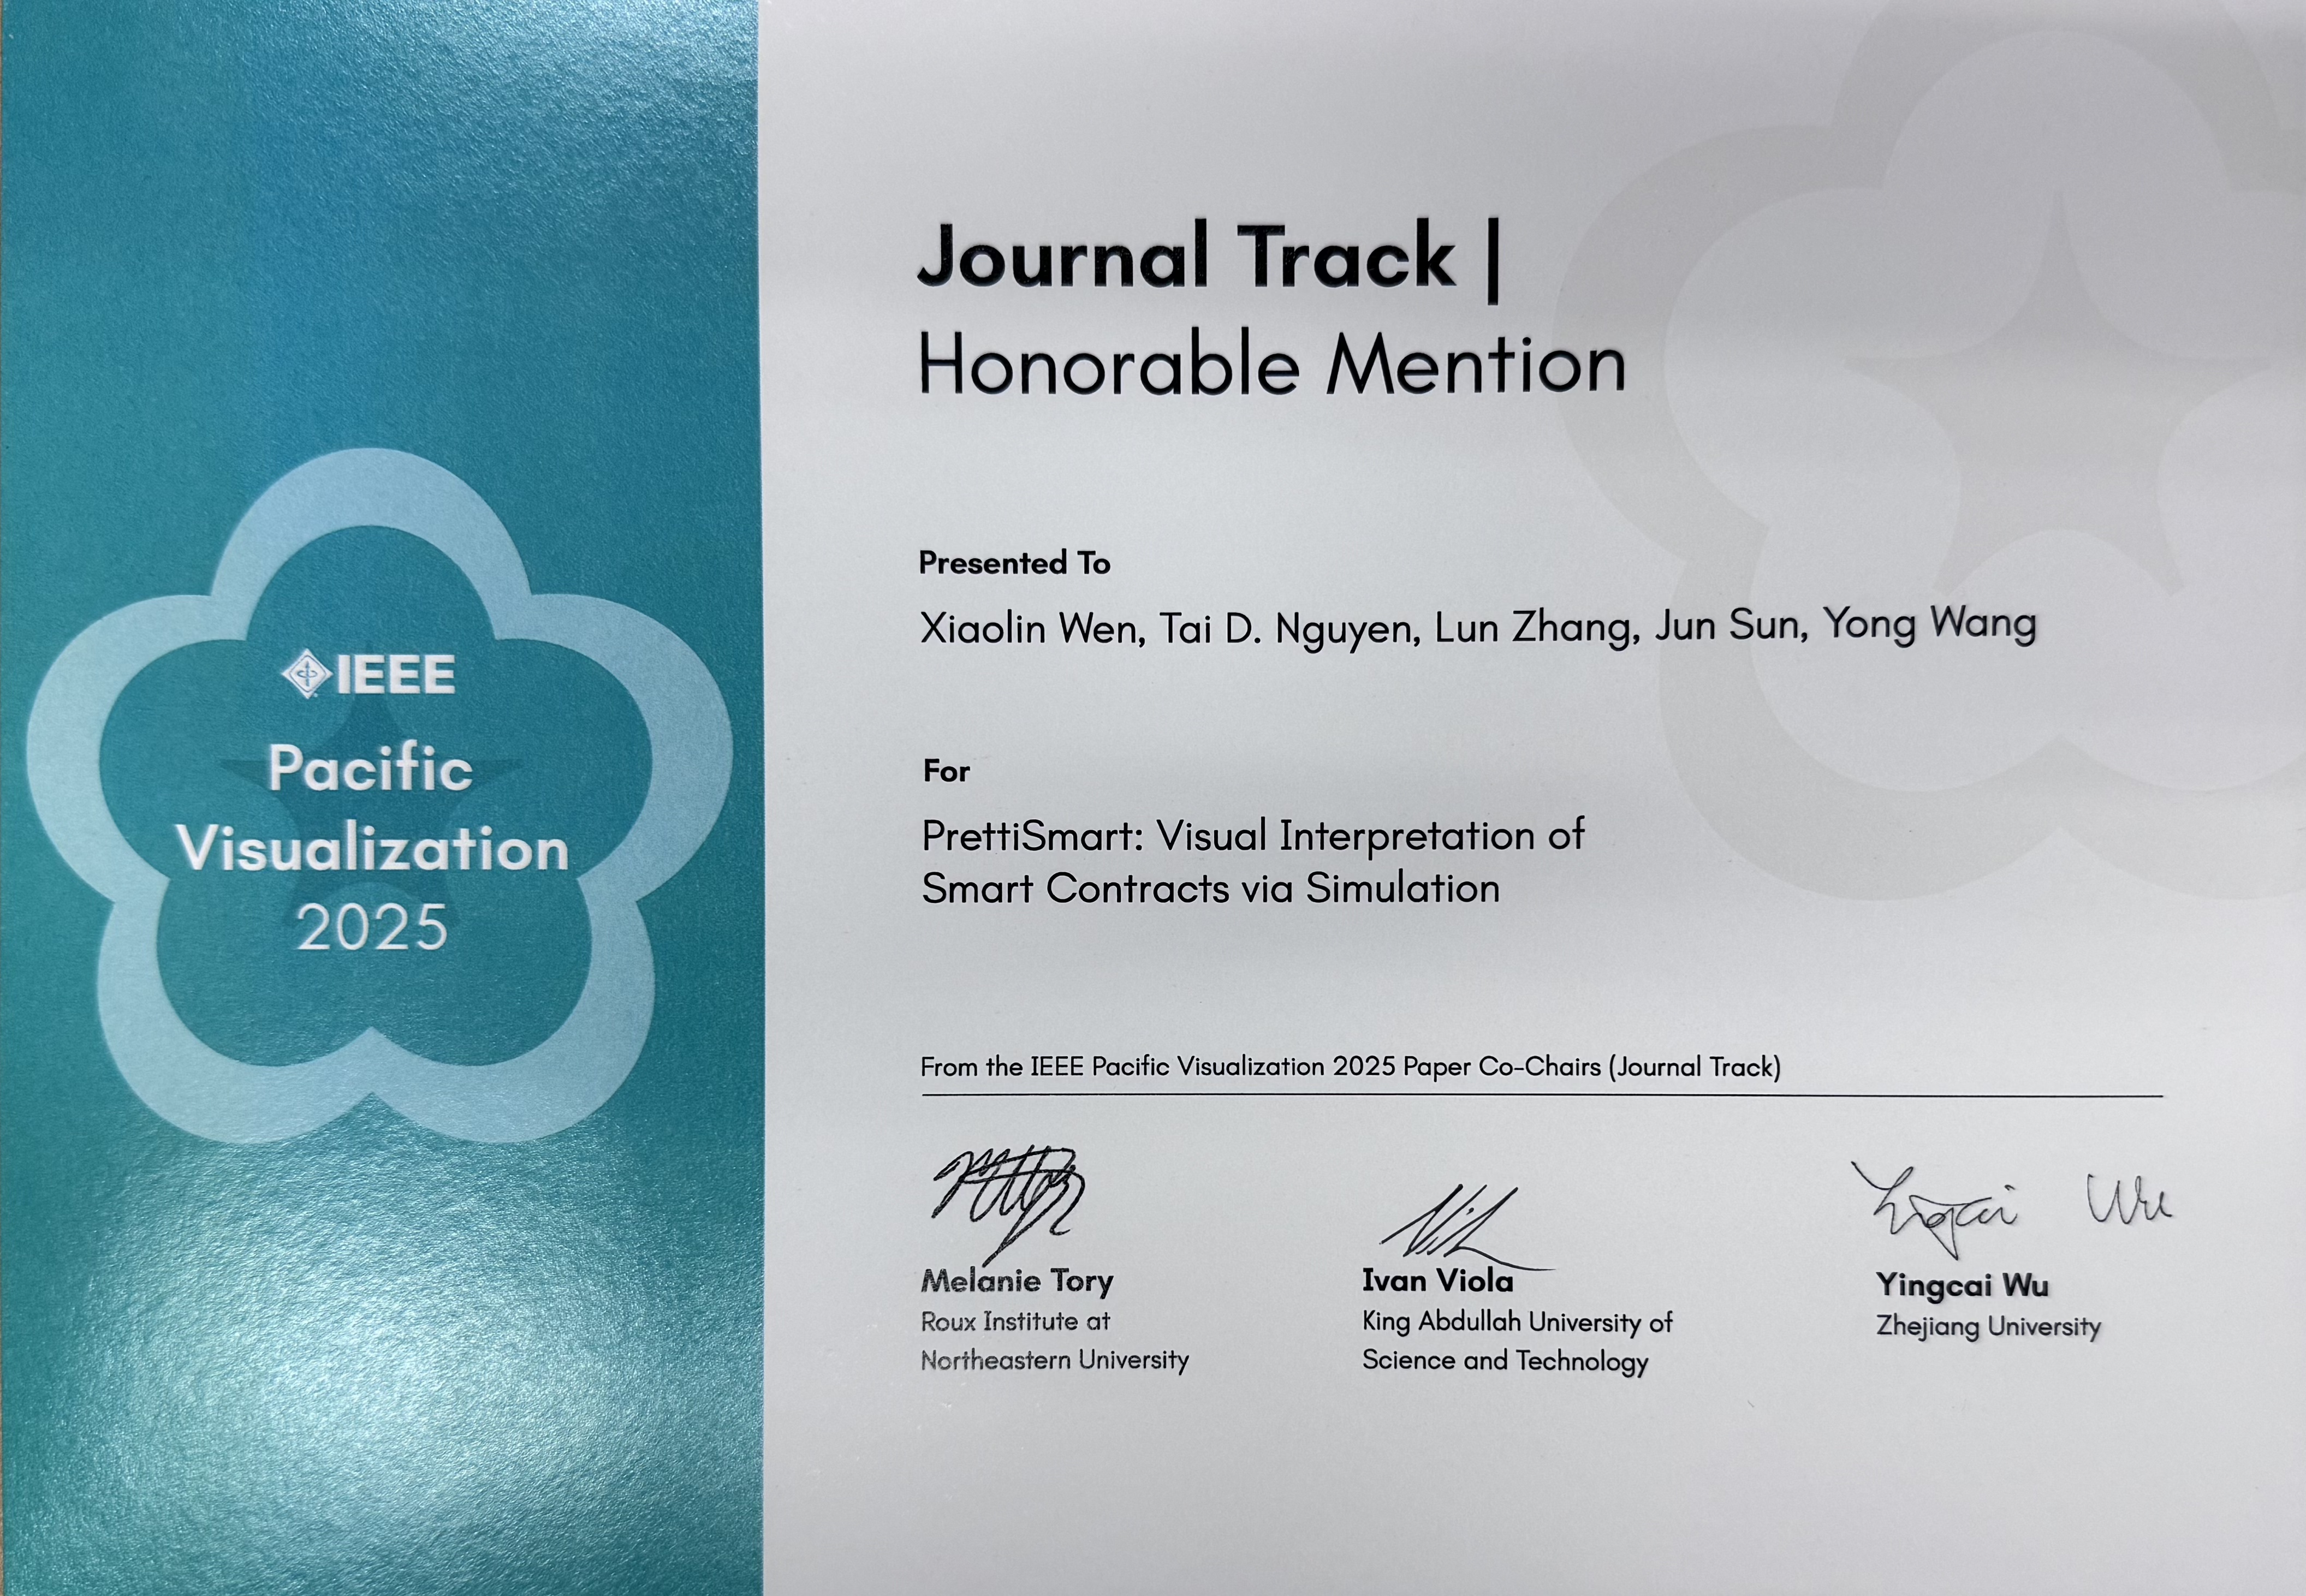 IEEE
Pacific
Visualization
2025
Journal Track |
Honorable Mention
Presented To
Xiaolin Wen, Tai D. Nguyen, Lun Zhang, Jun Sun, Yong Wang
For
PrettiSmart: Visual Interpretation of
Smart Contracts via Simulation
From the IEEE Pacific Visualization 2025 Paper Co-Chairs (Journal Track)
Yingcai Wu
Melanie Tory
Roux Institute at
Northeastern University
Ivan Viola
King Abdullah University of
Science and Technology
Yingcai Wu
Zhejiang University